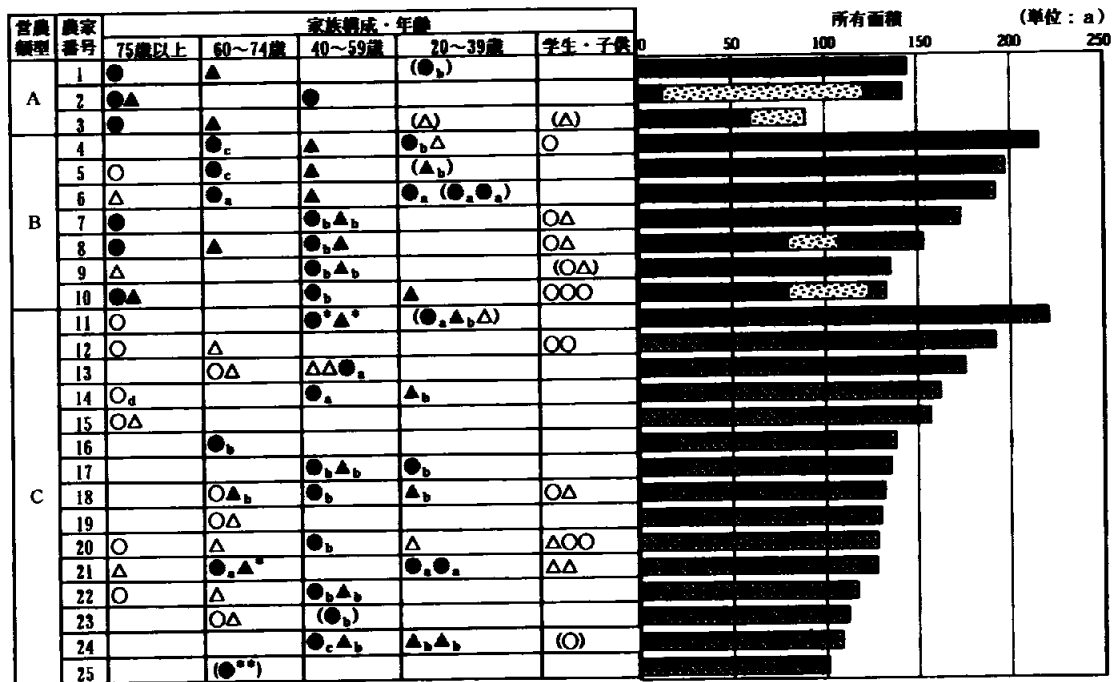 営農類型 農家番号 家族構成・年齢 所有面積 (単位:a)
75歳以上 60〜74歳 40〜59歳 20〜39歳 学生・子供 0 50 100 150 200 250
A
1 ● ▲ (●b)
2 ●▲ ●
3 ● ▲ (△) (△)
B
4 ●c ▲ ●b△ ○
5 ○ ●c ▲ (▲b)
6 △ ●a ▲ ●a (●a●a)
7 ● ●b▲b ○△
8 ● ▲ ●b▲ ○△
9 △ ●b▲b (○△)
10 ●▲ ●b ▲ ○○○
C
11 ○ ●*▲* (●a▲b△)
12 ○ △ ○○
13 ○△ △△●a
14 ○d ●a ▲b
15 ○△
16 ●b
17 ●b▲b ●b
18 ○▲b ●b ▲b ○△
19 ○△
20 ○ △ ●b △ △○○
21 △ ●a▲* ●a●a △△
22 ○ △ ●b▲b
23 ○△ (●b)
24 ●c▲b ▲b▲b (○)
25 (●**)